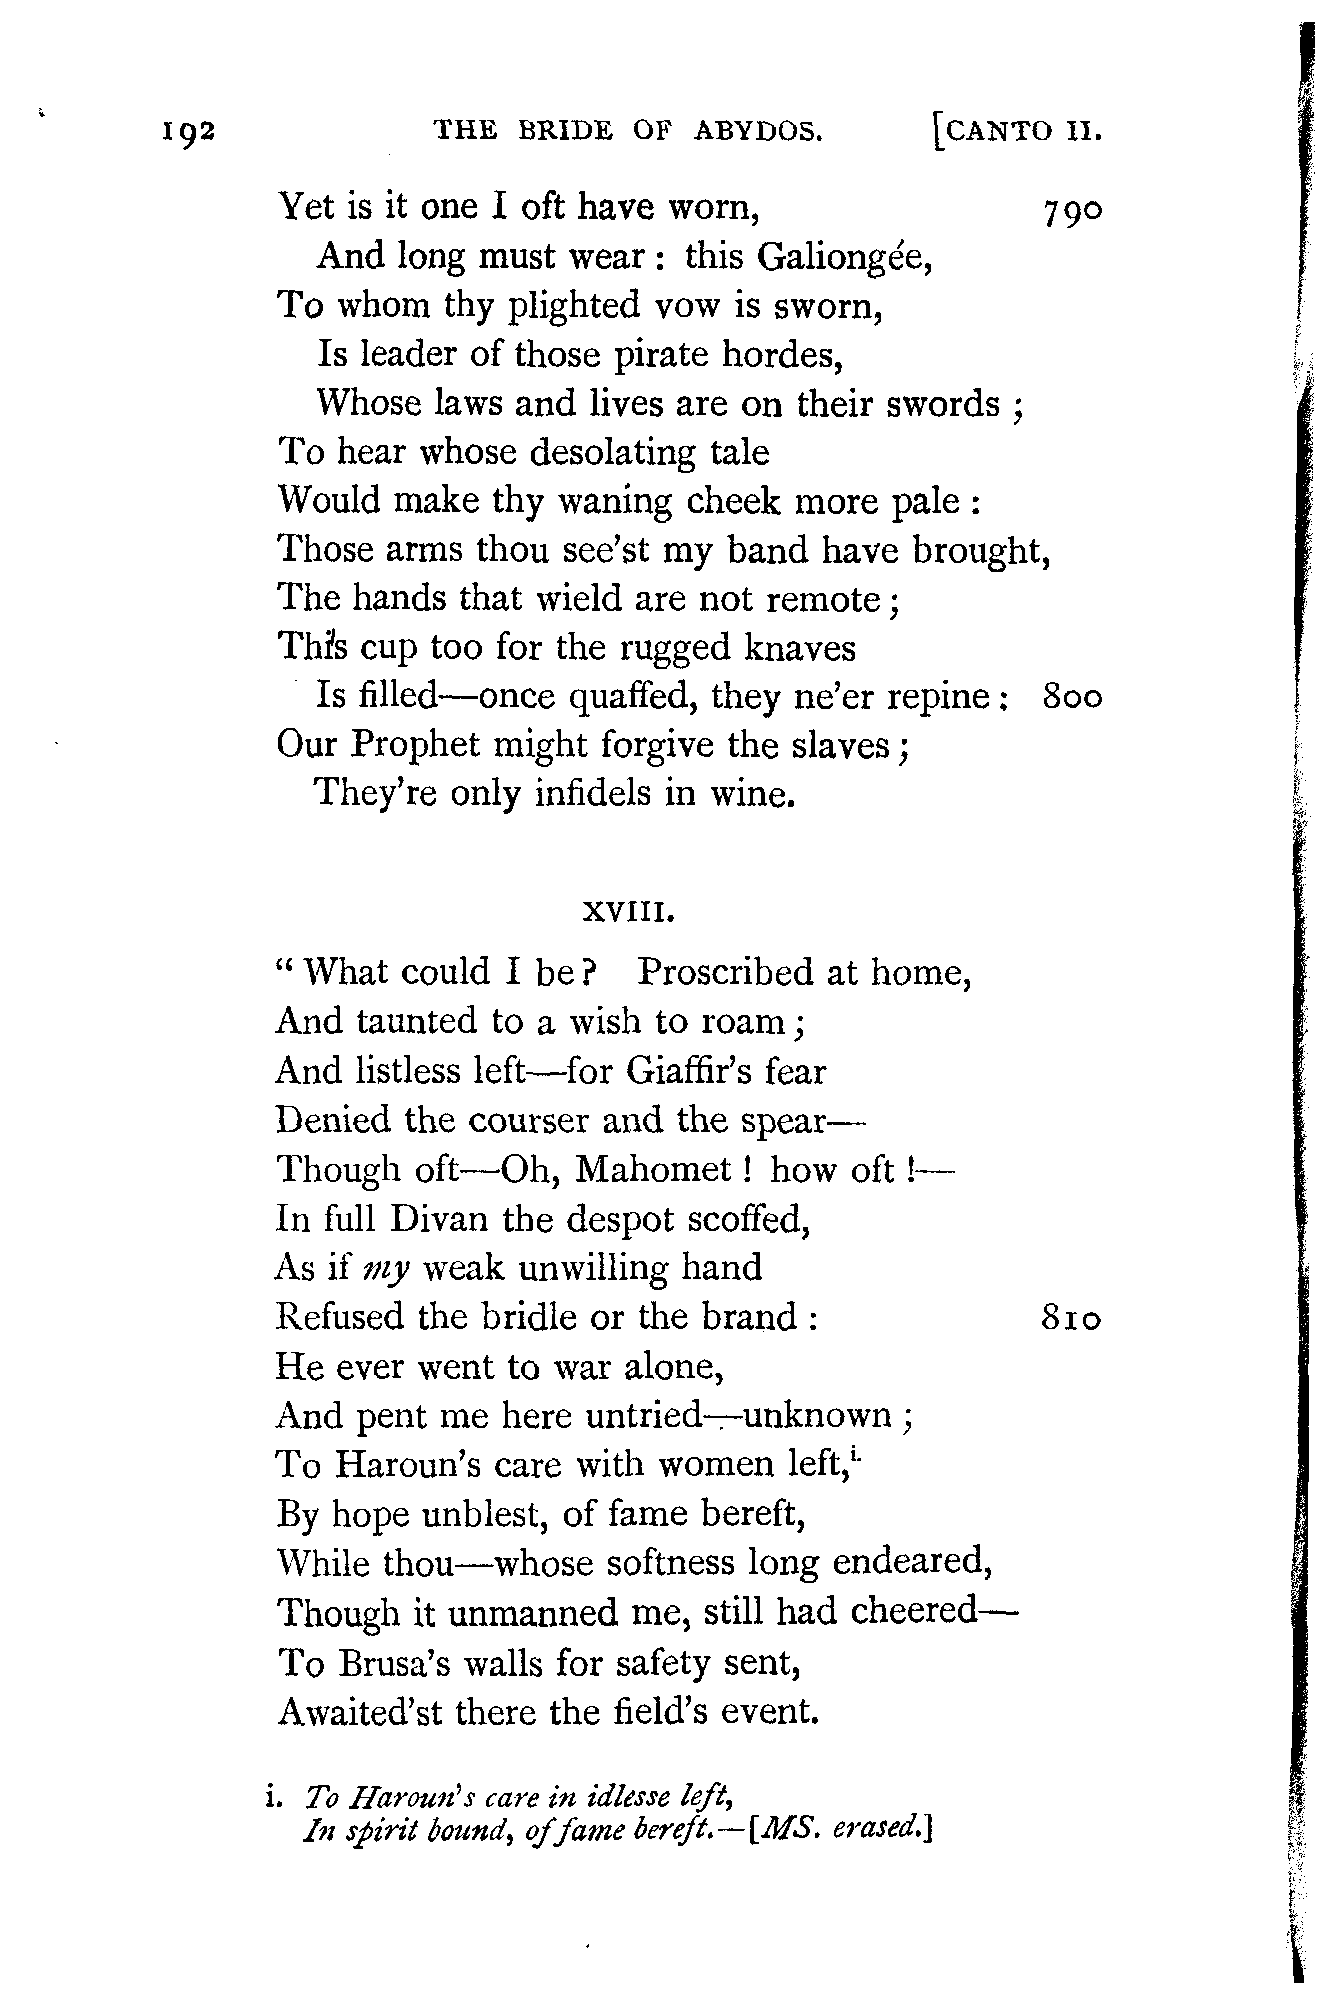 192 THE BRIDE OF ABYDOS. [CANTO II.
Yet is it one I oft have worn, 790
And long must wear : this Galiongée,
To whom thy plighted vow is sworn,
Is leader of those pirate hordes,
Whose laws and lives are on their swords ;
To hear whose desolating tale
Would make thy waning cheek more pale :
Those arms thou see'st my band have brought,
The hands that wield are not remote ;
This cup too for the rugged knaves
Is filled—once quaffed, they ne'er repine : 800
Our Prophet might forgive the slaves ;
They're only infidels in wine.
XVIII.
“ What could I be ? Proscribed at home,
And taunted to a wish to roam ;
And listless left—for Giaffir's fear
Denied the courser and the spear—
Though oft—Oh, Mahomet ! how oft !—
In full Divan the despot scoffed,
As if my weak unwilling hand
Refused the bridle or the brand : 810
He ever went to war alone,
And pent me here untried—unknown ;
To Haroun's care with women left,i.
By hope unblest, of fame bereft,
While thou—whose softness long endeared,
Though it unmanned me, still had cheered—
To Brusa's walls for safety sent,
Awaited'st there the field's event.
i. To Haroun's care in idlesse left,
In spirit bound, of fame bereft.—[MS. erased.]